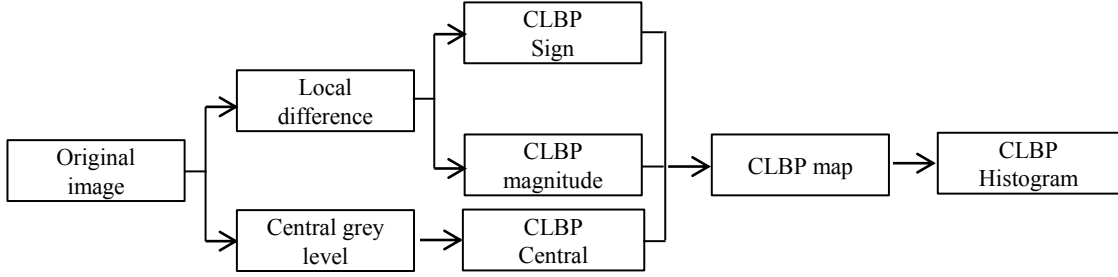 Original
image
Local
difference
Central grey
level
CLBP
Sign
CLBP
magnitude
CLBP
Central
CLBP map
CLBP
Histogram